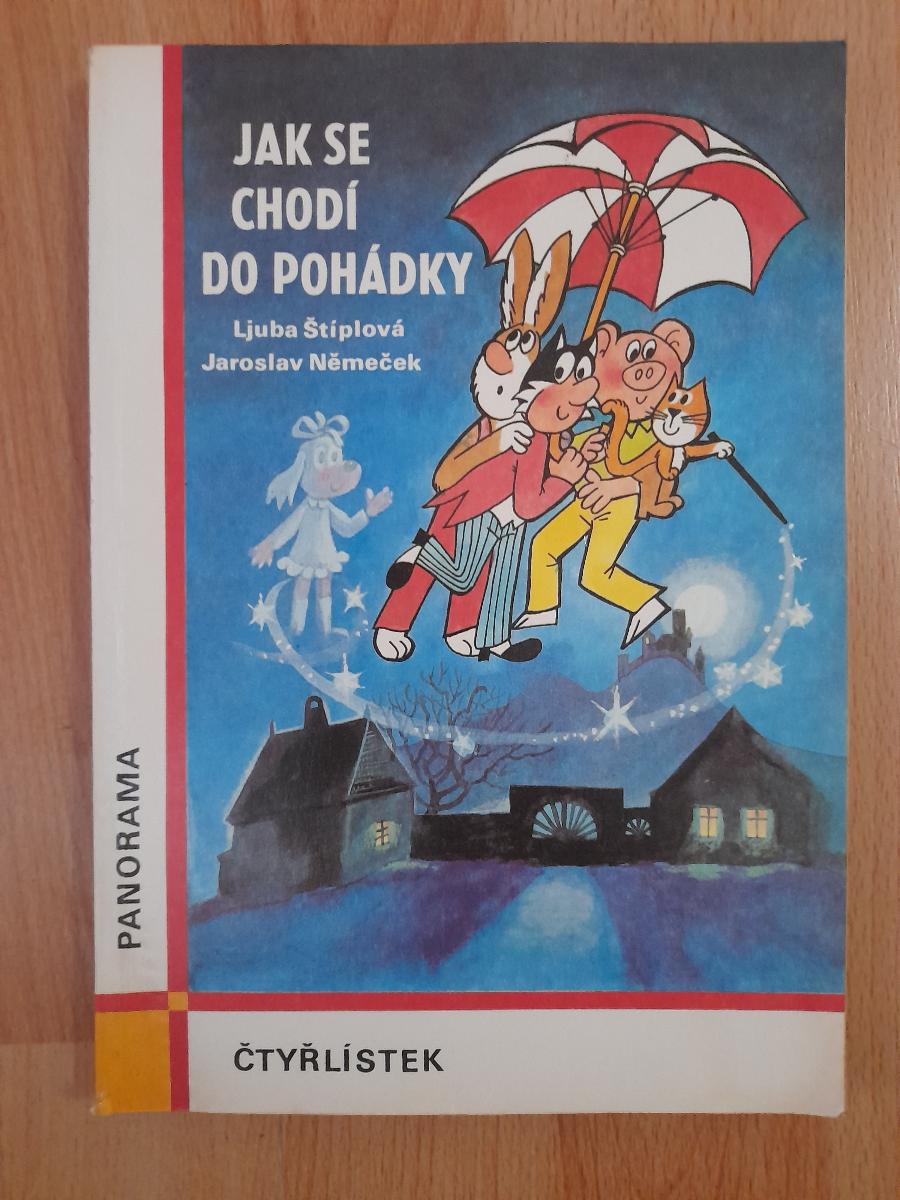 JAK SE
CHODÍ
DO POHÁDKY
Ljuba Štíplová
Jaroslav Němeček
PANORAMA
ČTYŘLÍSTEK